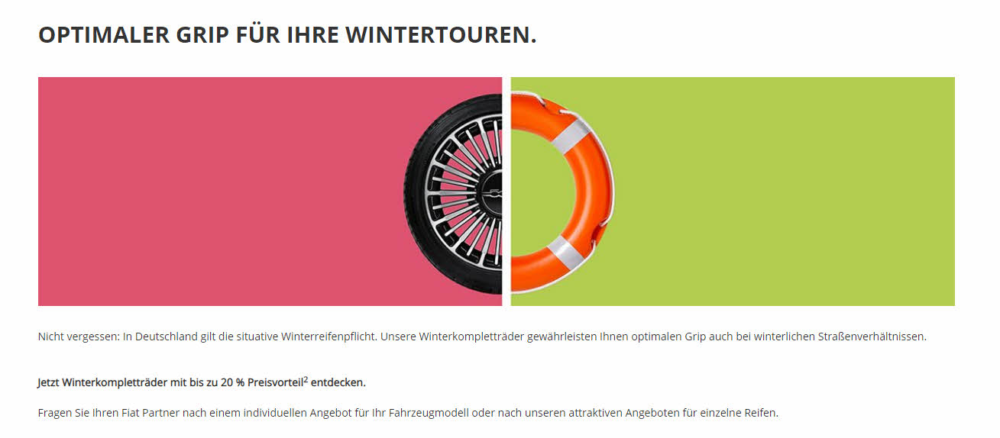 OPTIMALER GRIP FÜR IHRE WINTERTOUREN.
Nicht vergessen: In Deutschland gilt die situative Winterreifenpflicht. Unsere Winterkompletträder gewährleisten Ihnen optimalen Grip auch bei winterlichen Straßenverhältnissen.
Jetzt Winterkompletträder mit bis zu 20 % Preisvorteil² entdecken.
Fragen Sie Ihren Fiat Partner nach einem individuellen Angebot für Ihr Fahrzeugmodell oder nach unseren attraktiven Angeboten für einzelne Reifen.